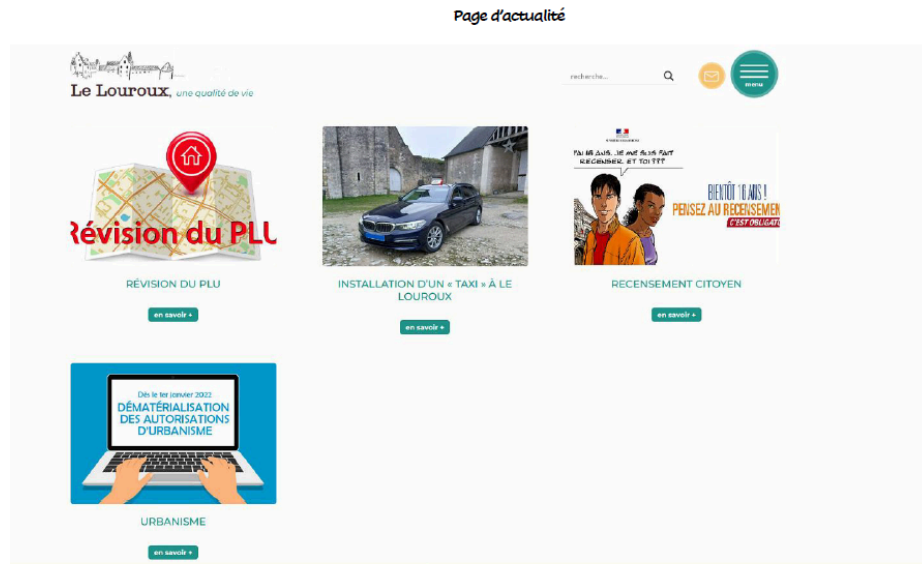 Page d'actualité
Le Louroux, une qualité de vie
recherche...
menu
Révision du PLU
J'AI 16 ANS. JE ME SUIS FAIT
RECENSER. ET TOI ???
BIENTÔT 16 ANS !
PENSEZ AU RECENSEMEN
C'EST OBLIGATO
RÉVISION DU PLU
INSTALLATION D'UN « TAXI » À LE
LOUROUX
RECENSEMENT CITOYEN
en savoir +
en savoir +
en savoir +
Dès le 1er janvier 2022
DÉMATÉRIALISATION
DES AUTORISATIONS
D'URBANISME
URBANISME
en savoir +